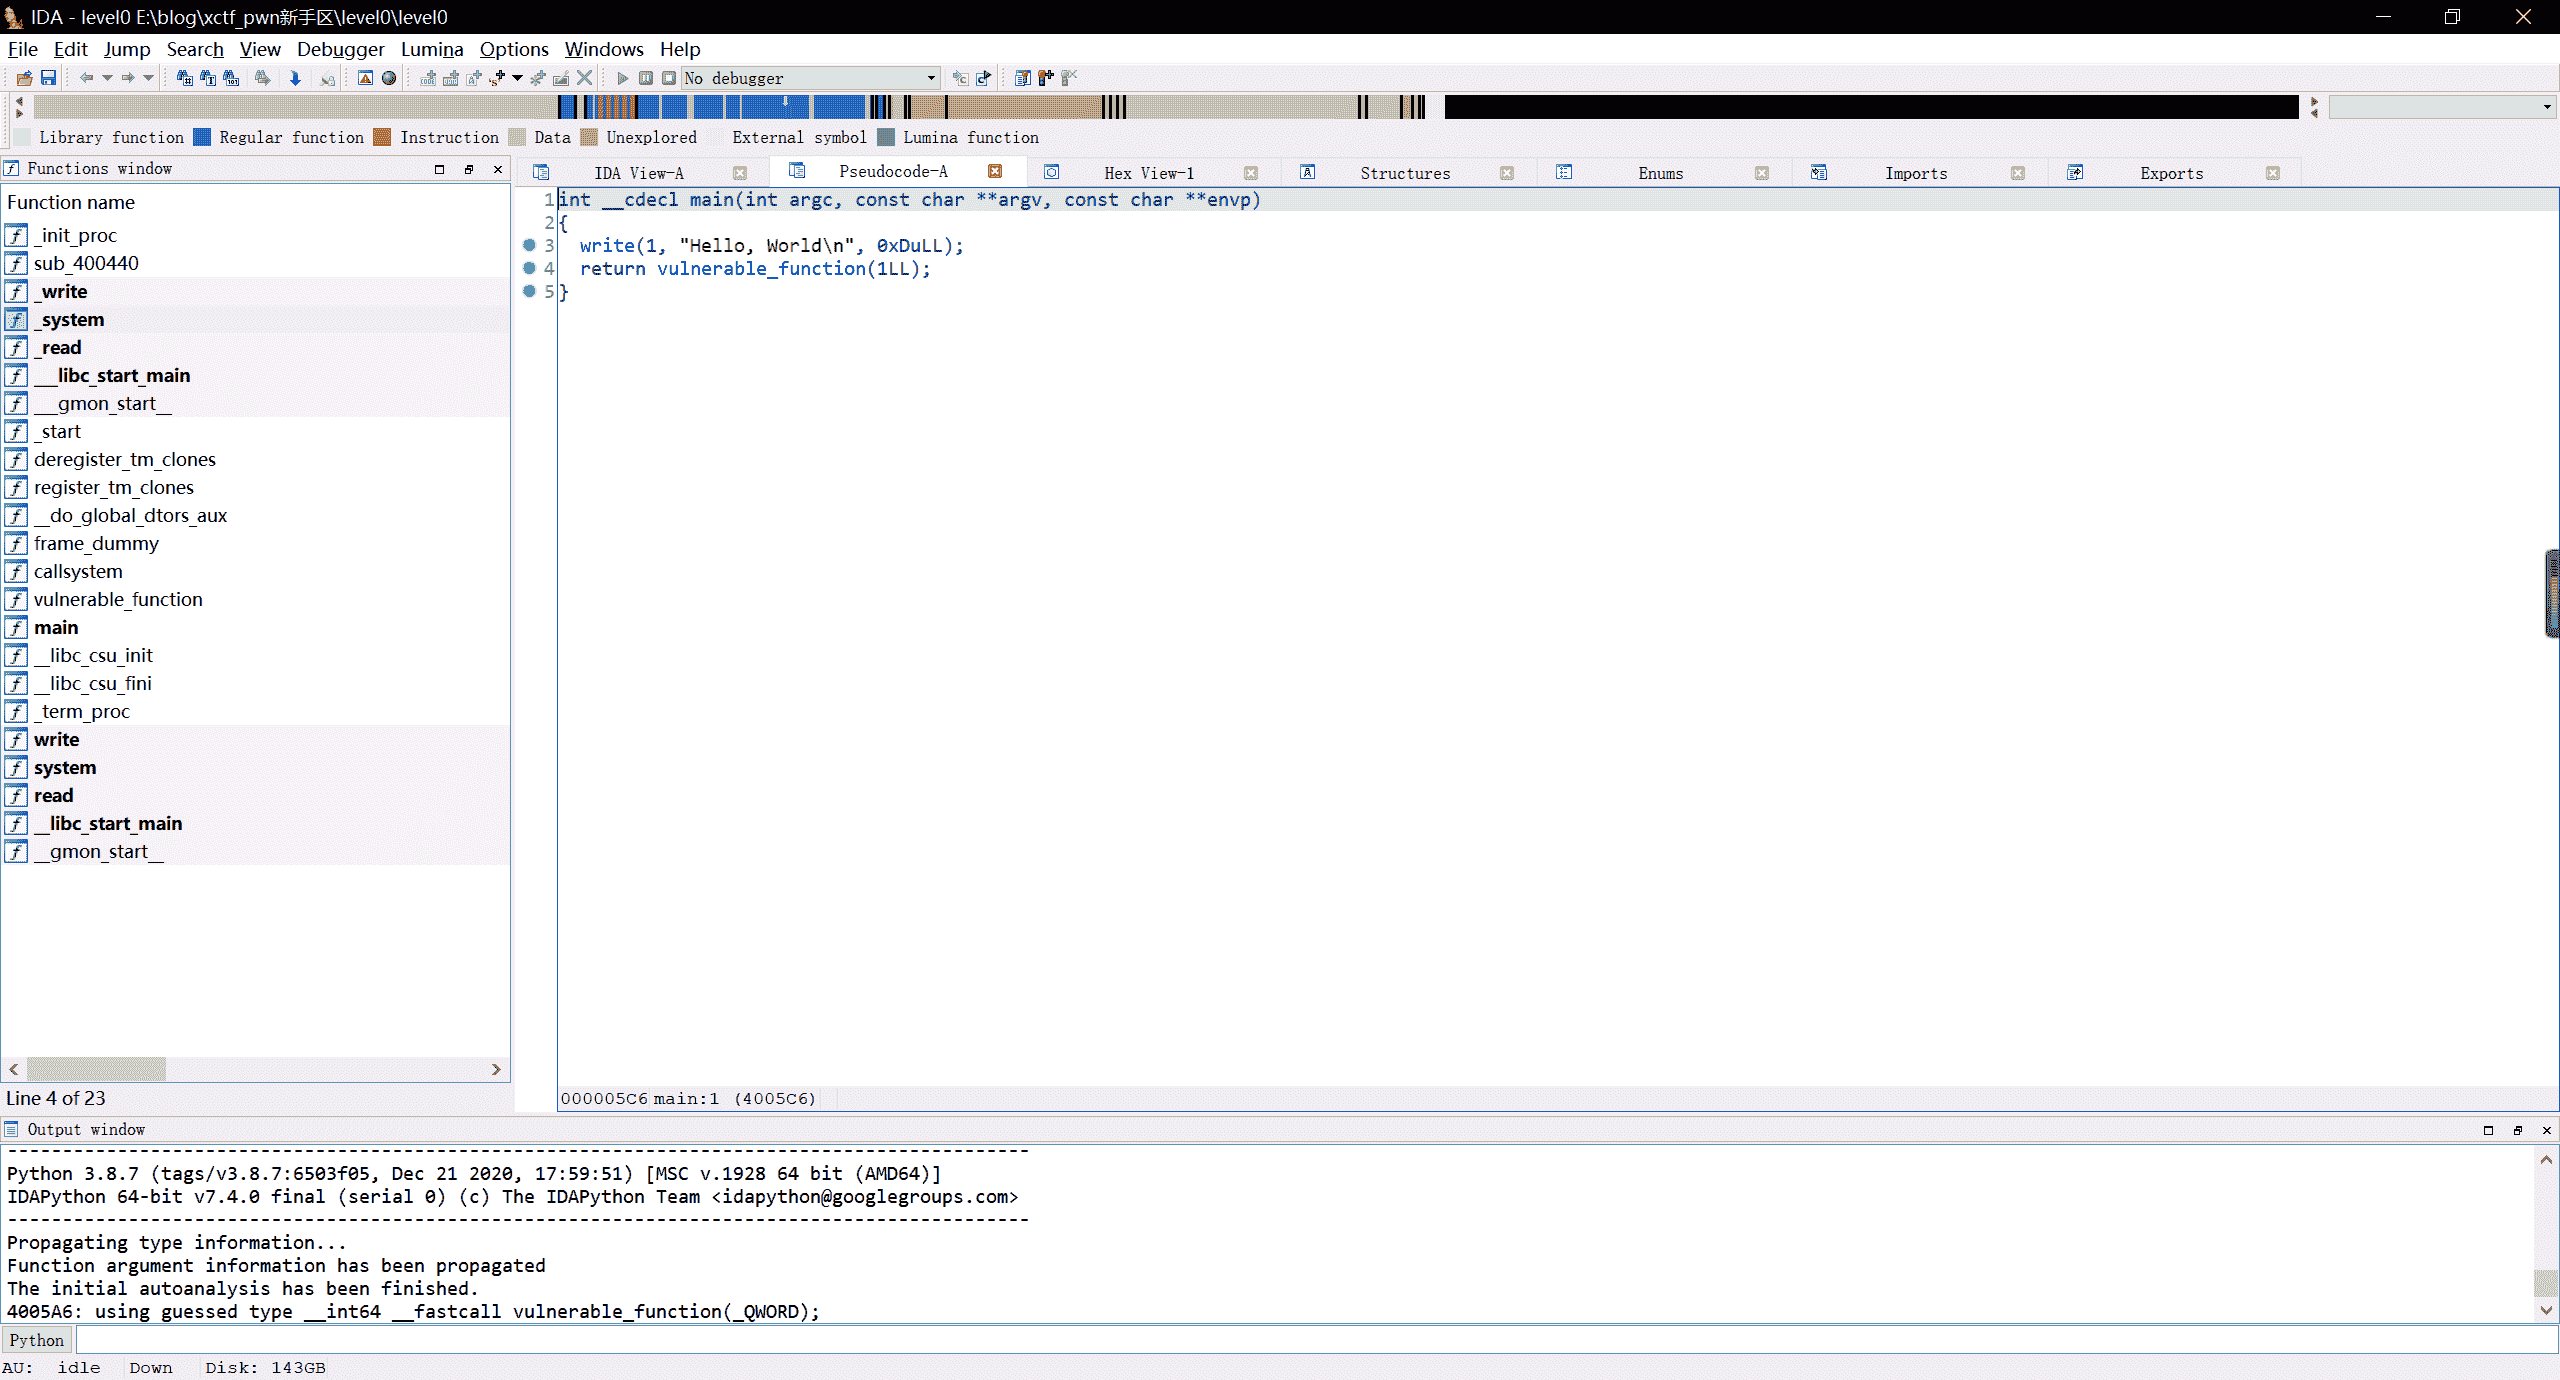 IDA - level0 E:\blog\xctf_pwn新手区\level0\level0
File Edit Jump Search View Debugger Lumina Options Windows Help
No debugger
Library function Regular function Instruction Data Unexplored External symbol Lumina function
Functions window
Function name
_init_proc
sub_400440
_write
_system
_read
___libc_start_main
___gmon_start__
_start
deregister_tm_clones
register_tm_clones
__do_global_dtors_aux
frame_dummy
callsystem
vulnerable_function
main
__libc_csu_init
__libc_csu_fini
_term_proc
write
system
read
__libc_start_main
__gmon_start__
Line 4 of 23
IDA View-A Pseudocode-A Hex View-1 Structures Enums Imports Exports
1 int __cdecl main(int argc, const char **argv, const char **envp)
2 {
3 write(1, "Hello, World\n", 0xDuLL);
4 return vulnerable_function(1LL);
5 }
000005C6 main:1 (4005C6)
Output window
---------------------------------------------------------------------------------------------
Python 3.8.7 (tags/v3.8.7:6503f05, Dec 21 2020, 17:59:51) [MSC v.1928 64 bit (AMD64)]
IDAPython 64-bit v7.4.0 final (serial 0) (c) The IDAPython Team <idapython@googlegroups.com>
---------------------------------------------------------------------------------------------
Propagating type information...
Function argument information has been propagated
The initial autoanalysis has been finished.
4005A6: using guessed type __int64 __fastcall vulnerable_function(_QWORD);
Python
AU: idle Down Disk: 143GB